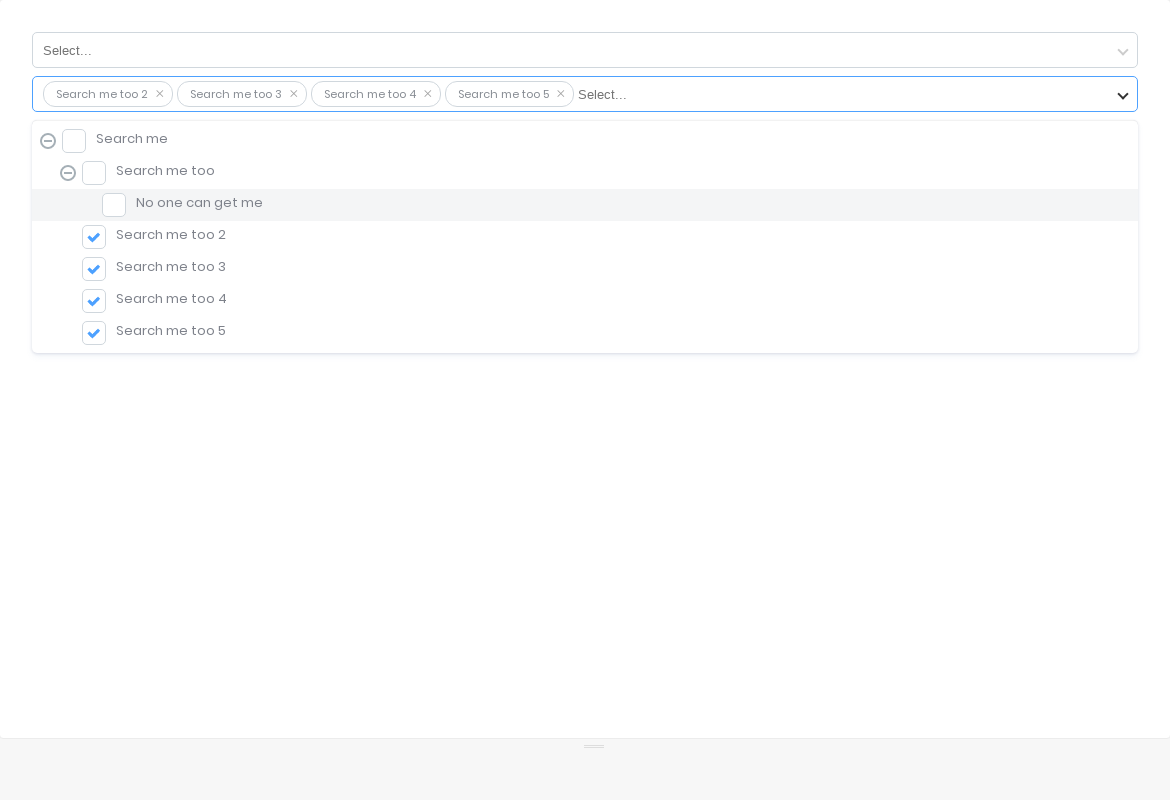 Select...
Search me too 2 × Search me too 3 × Search me too 4 × Search me too 5 × Select...
Search me
Search me too
No one can get me
Search me too 2
Search me too 3
Search me too 4
Search me too 5